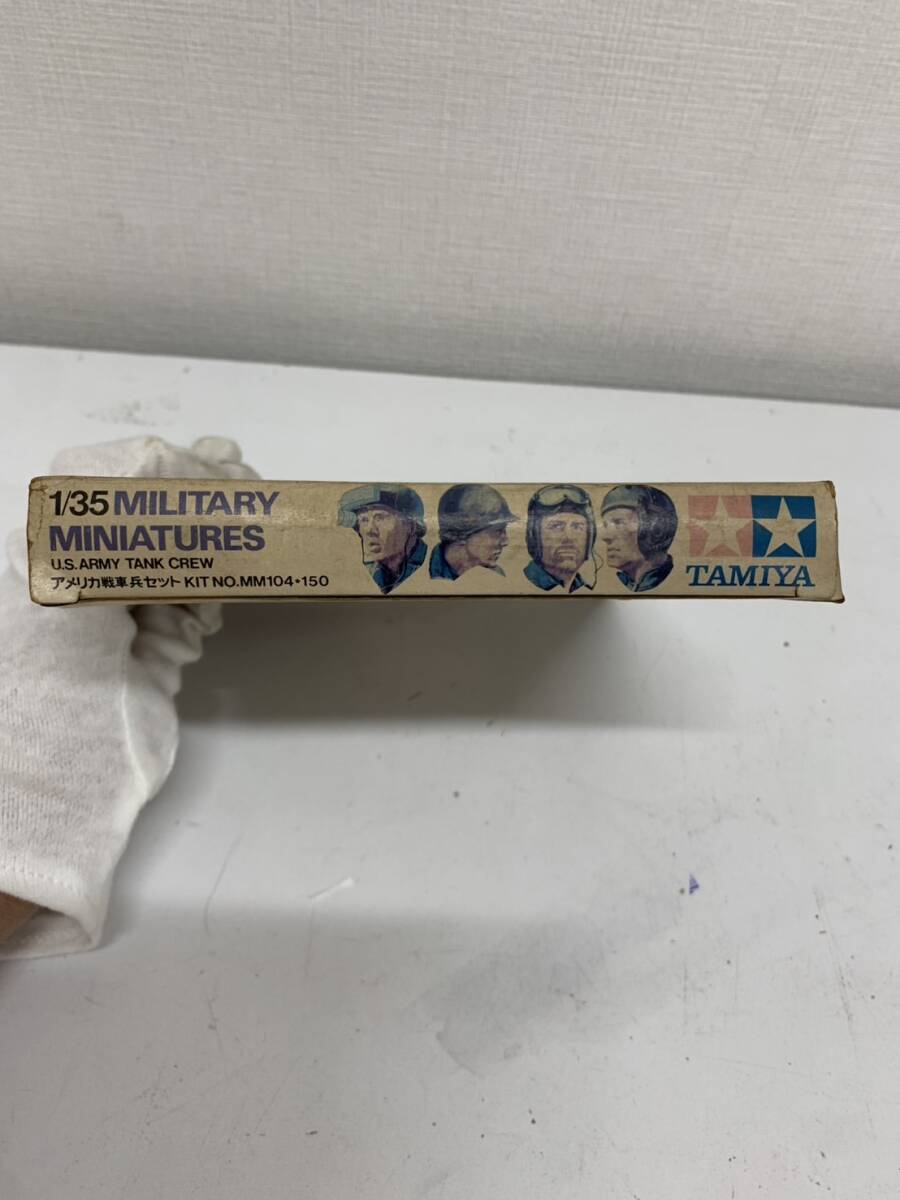 1/35 MILITARY
MINIATURES
U.S. ARMY TANK CREW
アメリカ戦車兵セット KIT NO. MM104・150
TAMIYA